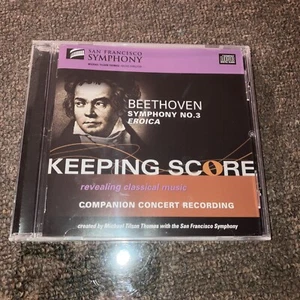 SAN FRANCISCO
SYMPHONY
BEETHOVEN
SYMPHONY NO.3
EROICA
KEEPING SCORE
revealing classical music
COMPANION CONCERT RECORDING
created by Michael Tilson Thomas with the San Francisco Symphony